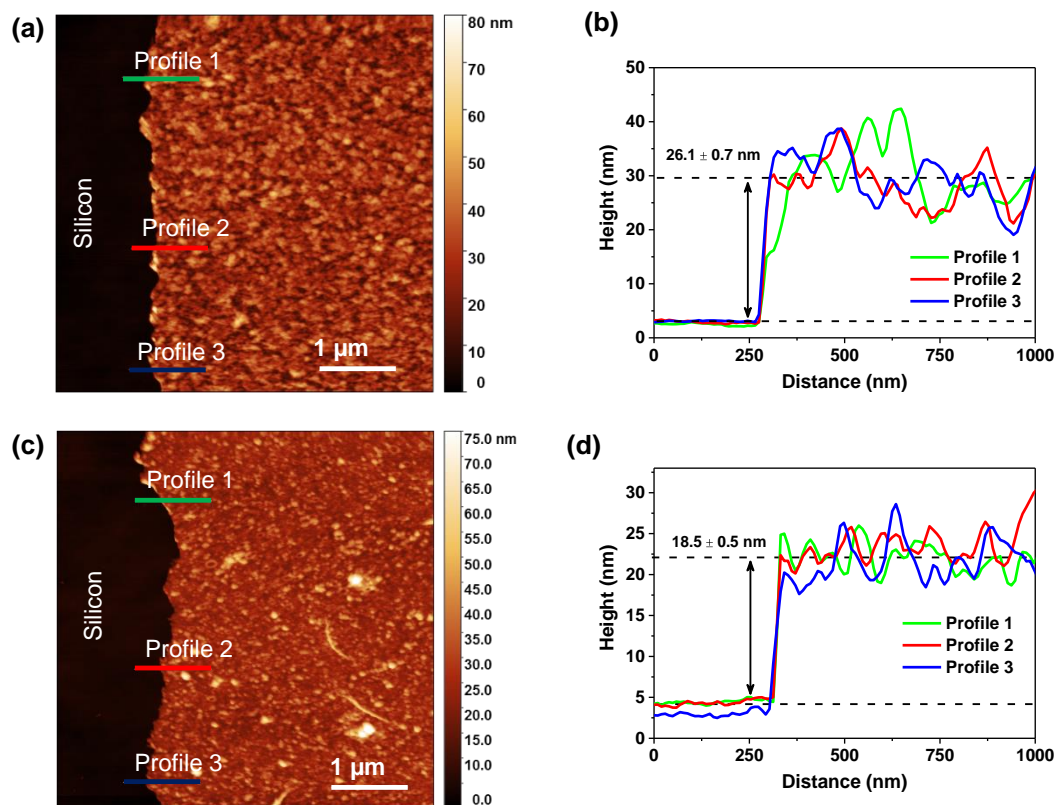 (a)
Silicon
Profile 1
Profile 2
Profile 3
1 µm
80 nm
70
60
50
40
30
20
10
0
(b)
Height (nm)
50
40
30
20
10
0
26.1 ± 0.7 nm
Profile 1
Profile 2
Profile 3
0 250 500 750 1000
Distance (nm)
(c)
Silicon
Profile 1
Profile 2
Profile 3
1 µm
75.0 nm
70.0
65.0
60.0
55.0
50.0
45.0
40.0
35.0
30.0
25.0
20.0
15.0
10.0
0.0
(d)
Height (nm)
30
25
20
15
10
5
0
18.5 ± 0.5 nm
Profile 1
Profile 2
Profile 3
0 250 500 750 1000
Distance (nm)